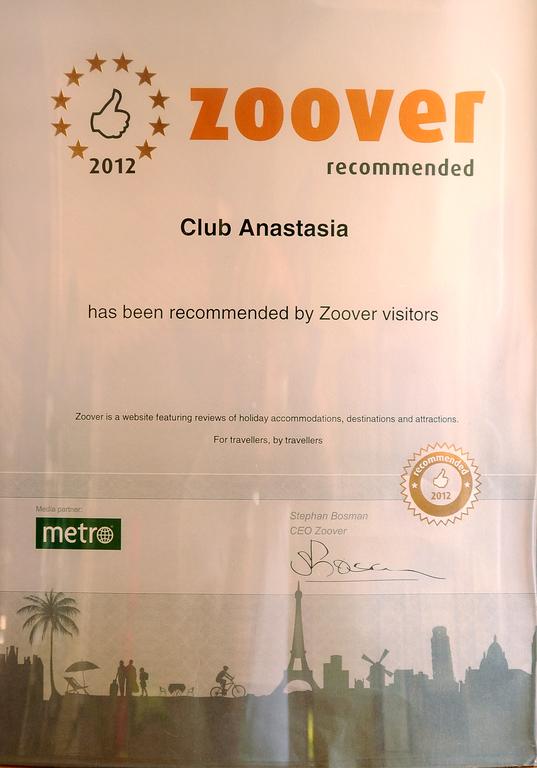 zoover
2012
recommended
Club Anastasia
has been recommended by Zoover visitors
Zoover is a website featuring reviews of holiday accommodations, destinations and attractions.
For travellers, by travellers
recommended
2012
Media partner:
metro
Stephan Bosman
CEO Zoover
SBosman